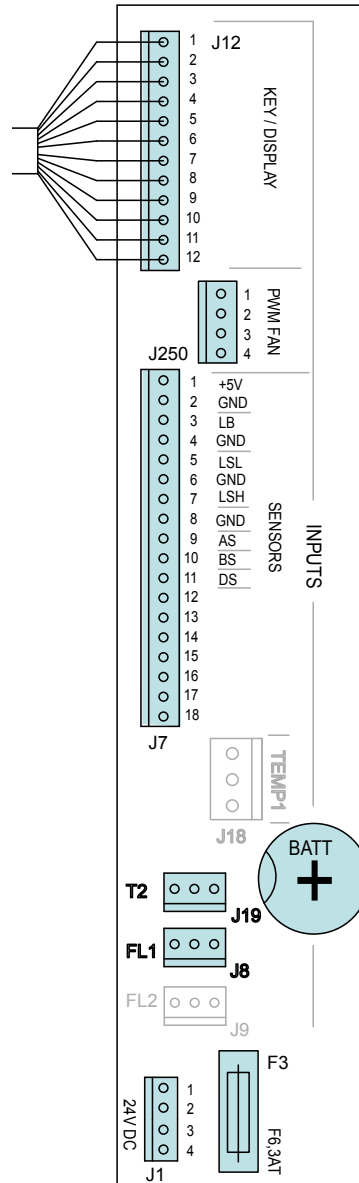 J12
1
2
3
4
5
6
7
8
9
10
11
12
KEY / DISPLAY
1
2
3
4
PWM FAN
J250
1 +5V
2 GND
3 LB
4 GND
5 LSL
6 GND
7 LSH
8 GND
9 AS
10 BS
11 DS
12
13
14
15
16
17
18
SENSORS
INPUTS
J7
TEMP1
J18
BATT
+
T2
J19
FL1
J8
FL2
J9
24V DC
1
2
3
4
J1
F3
F6,3AT